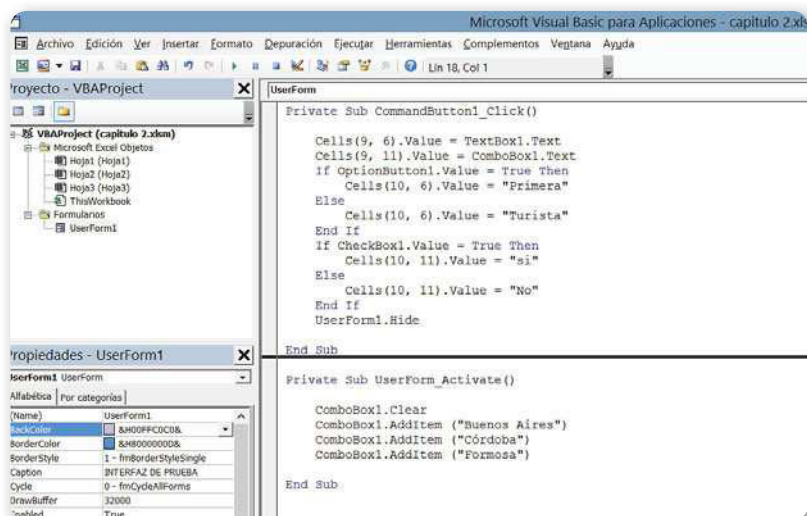 Microsoft Visual Basic para Aplicaciones - capitulo 2.xls
Archivo Edición Ver Insertar Formato Depuración Ejecutar Herramientas Complementos Ventana Ayuda
Lín 18, Col 1
royecto - VBAProject
VBAProject (capitulo 2.xlsm)
Microsoft Excel Objetos
Hoja1 (Hoja1)
Hoja2 (Hoja2)
Hoja3 (Hoja3)
ThisWorkbook
Formularios
UserForm1
ropiedades - UserForm1
UserForm1 UserForm
Alfabética Por categorías
(Name) UserForm1
BackColor &H00FFC0C0&
BorderColor &H8000000D&
BorderStyle 1 - fmBorderStyleSingle
Caption INTERFAZ DE PRUEBA
Cycle 0 - fmCycleAllForms
DrawBuffer 32000
Enabled True
UserForm
Private Sub CommandButton1_Click()
Cells(9, 6).Value = TextBox1.Text
Cells(9, 11).Value = ComboBox1.Text
If OptionButton1.Value = True Then
Cells(10, 6).Value = "Primera"
Else
Cells(10, 6).Value = "Turista"
End If
If CheckBox1.Value = True Then
Cells(10, 11).Value = "si"
Else
Cells(10, 11).Value = "No"
End If
UserForm1.Hide
End Sub
Private Sub UserForm_Activate()
ComboBox1.Clear
ComboBox1.AddItem ("Buenos Aires")
ComboBox1.AddItem ("Córdoba")
ComboBox1.AddItem ("Formosa")
End Sub